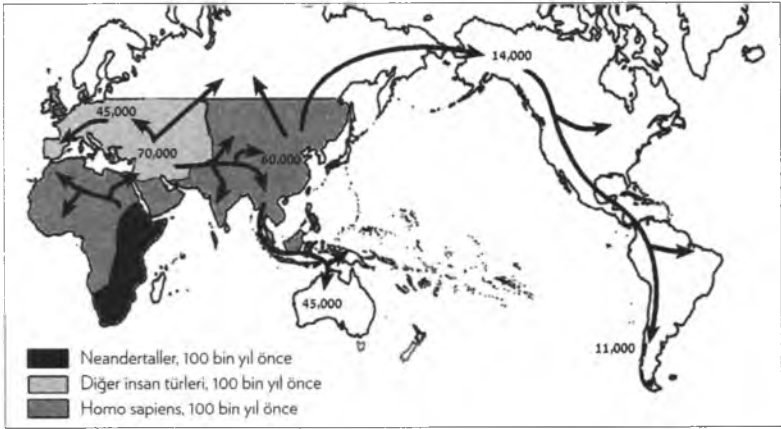 14,000
45,000
70,000
60,000
45,000
11,000
Neandertaller, 100 bin yıl önce
Diğer insan türleri, 100 bin yıl önce
Homo sapiens, 100 bin yıl önce